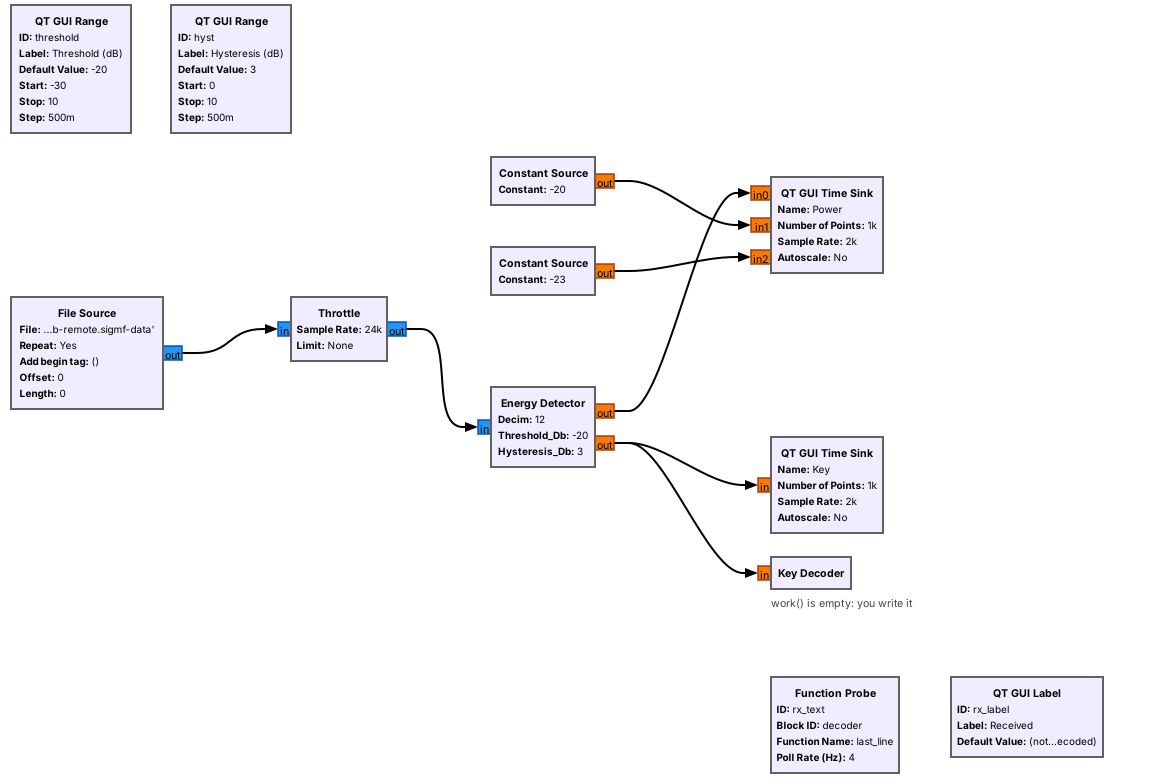 QT GUI Range
ID: threshold
Label: Threshold (dB)
Default Value: -20
Start: -30
Stop: 10
Step: 500m
QT GUI Range
ID: hyst
Label: Hysteresis (dB)
Default Value: 3
Start: 0
Stop: 10
Step: 500m
Constant Source
Constant: -20
out
Constant Source
Constant: -23
out
in0
in1
in2
QT GUI Time Sink
Name: Power
Number of Points: 1k
Sample Rate: 2k
Autoscale: No
File Source
File: ...b-remote.sigmf-data'
Repeat: Yes
Add begin tag: ()
Offset: 0
Length: 0
out
in
Throttle
Sample Rate: 24k
Limit: None
out
in
Energy Detector
Decim: 12
Threshold_Db: -20
Hysteresis_Db: 3
out
out
in
QT GUI Time Sink
Name: Key
Number of Points: 1k
Sample Rate: 2k
Autoscale: No
in
Key Decoder
work() is empty: you write it
Function Probe
ID: rx_text
Block ID: decoder
Function Name: last_line
Poll Rate (Hz): 4
QT GUI Label
ID: rx_label
Label: Received
Default Value: (not...ecoded)